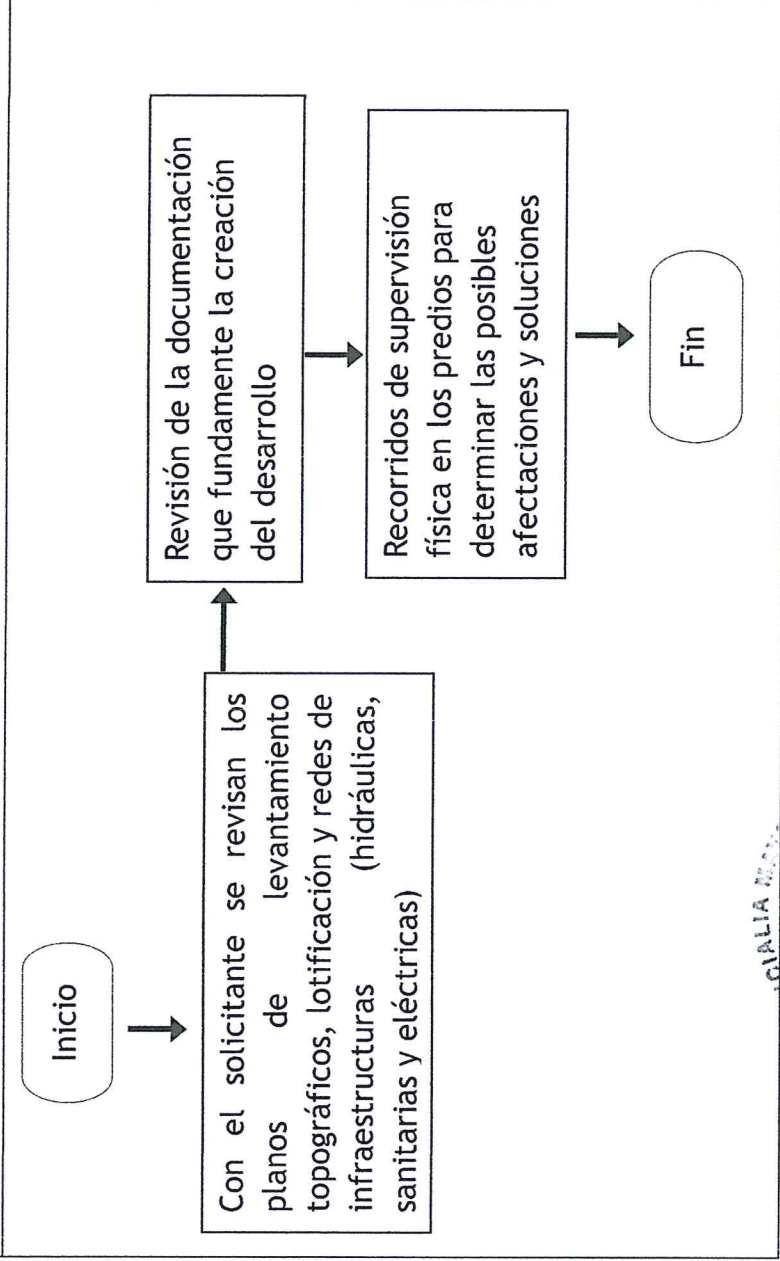 Inicio
Con el solicitante se revisan los
planos de levantamiento
topográficos, lotificación y redes de
infraestructuras (hidráulicas,
sanitarias y eléctricas)
Revisión de la documentación
que fundamente la creación
del desarrollo
Recorridos de supervisión
física en los predios para
determinar las posibles
afectaciones y soluciones
Fin